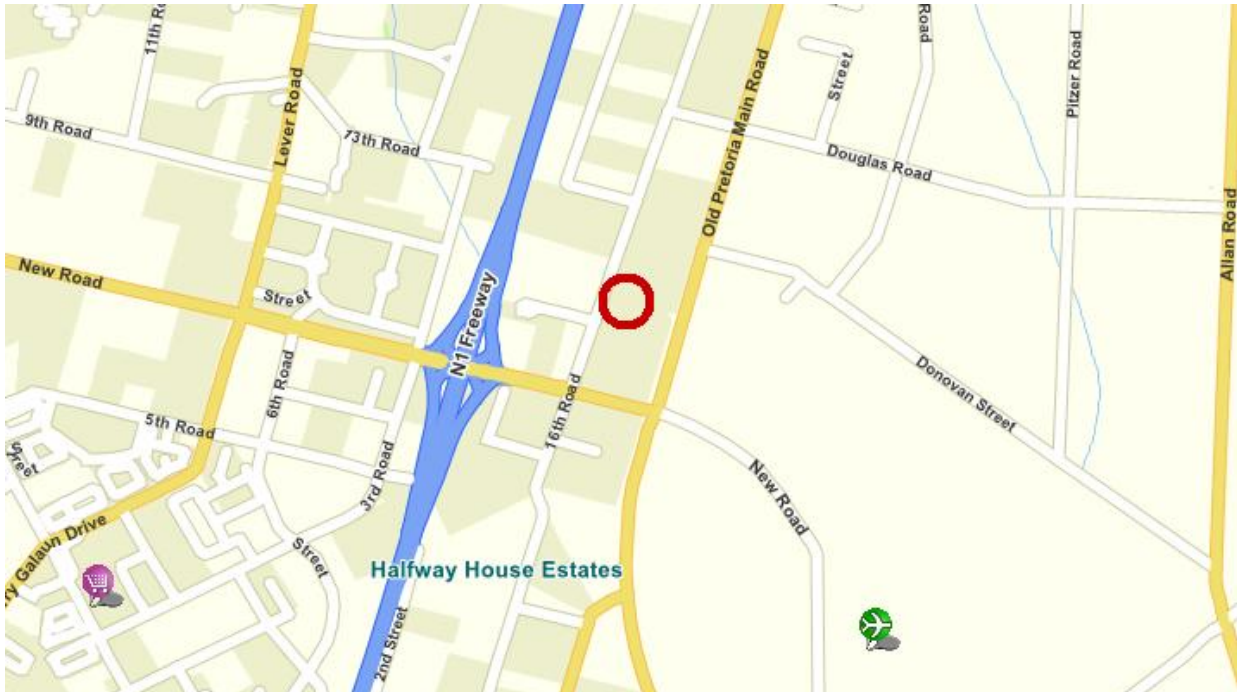 11th Road
Lever Road
9th Road
13th Road
Old Pretoria Main Road
Street
Road
Pitzer Road
Douglas Road
Allan Road
New Road
Street
N1 Freeway
6th Road
5th Road
Street
3rd Road
16th Road
Donovan Street
New Road
Galaun Drive
Street
Halfway House Estates
2nd Street